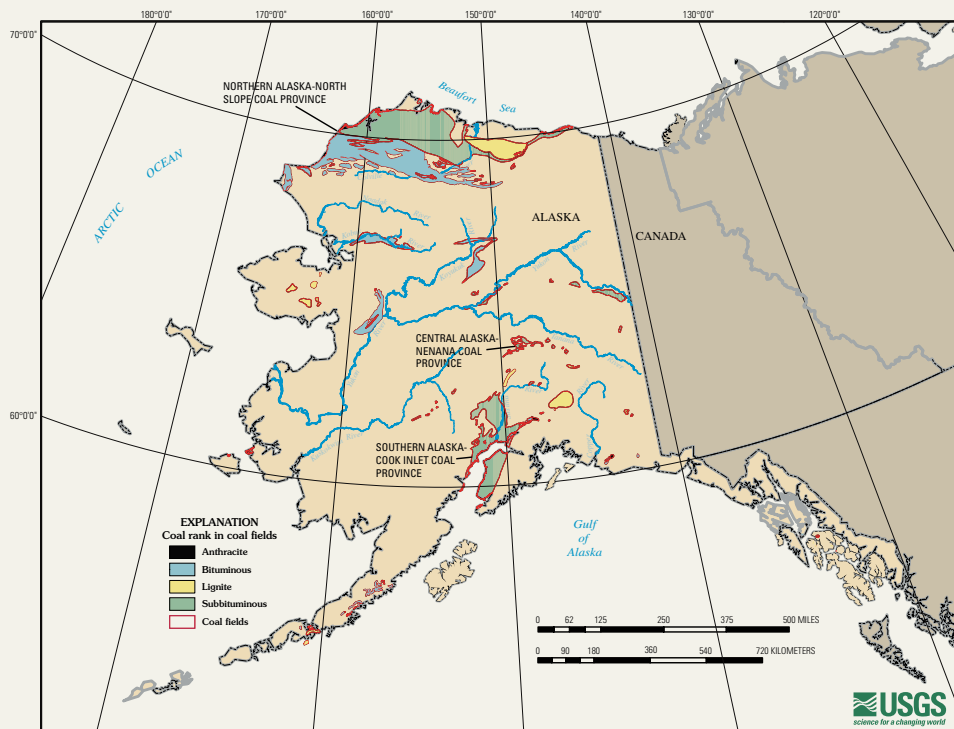 180°0'0"
170°0'0"
160°0'0"
150°0'0"
140°0'0"
130°0'0"
120°0'0"
70°0'0"
NORTHERN ALASKA-NORTH
SLOPE COAL PROVINCE
Beaufort
Sea
OCEAN
ARCTIC
ALASKA
CANADA
CENTRAL ALASKA-
NENANA COAL
PROVINCE
60°0'0"
SOUTHERN ALASKA-
COOK INLET COAL
PROVINCE
Gulf
of
Alaska
EXPLANATION
Coal rank in coal fields
Anthracite
Bituminous
Lignite
Subbituminous
Coal fields
0 62 125 250 375 500 MILES
0 90 180 360 540 720 KILOMETERS
USGS
science for a changing world